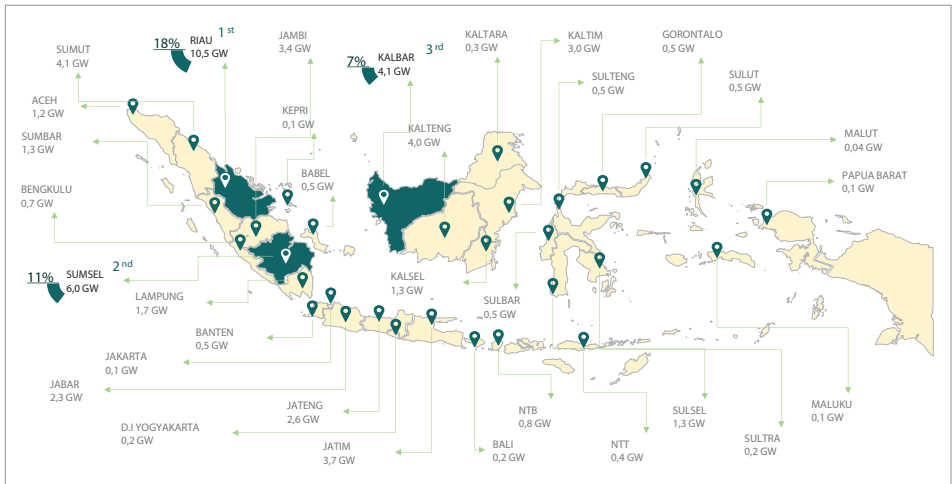 1 st
18%
RIAU
10,5 GW
JAMBI
3,4 GW
3 rd
7%
KALBAR
4,1 GW
KALTARA
0,3 GW
KALTIM
3,0 GW
GORONTALO
0,5 GW
SUMUT
4,1 GW
SULTENG
0,5 GW
SULUT
0,5 GW
ACEH
1,2 GW
KEPRI
0,1 GW
KALTENG
4,0 GW
SUMBAR
1,3 GW
MALUT
0,04 GW
BENGKULU
0,7 GW
BABEL
0,5 GW
PAPUA BARAT
0,1 GW
2 nd
11%
SUMSEL
6,0 GW
KALSEL
1,3 GW
LAMPUNG
1,7 GW
SULBAR
0,5 GW
BANTEN
0,5 GW
JAKARTA
0,1 GW
JABAR
2,3 GW
JATENG
2,6 GW
D.I YOGYAKARTA
0,2 GW
JATIM
3,7 GW
BALI
0,2 GW
NTB
0,8 GW
NTT
0,4 GW
SULSEL
1,3 GW
SULTRA
0,2 GW
MALUKU
0,1 GW